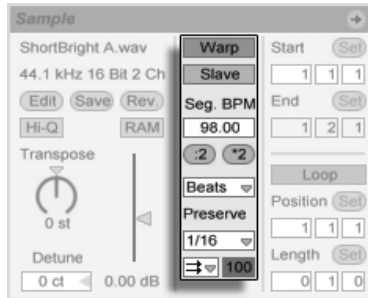 Sample
ShortBright A.wav
44.1 kHz 16 Bit 2 Ch
Edit Save Rev.
Hi-Q RAM
Transpose
0 st
Detune
0 ct 0.00 dB
Warp
Slave
Seg. BPM
98.00
:2 *2
Beats
Preserve
1/16
100
Start Set
1 1 1
End Set
1 2 1
Loop
Position Set
1 1 1
Length Set
0 1 0